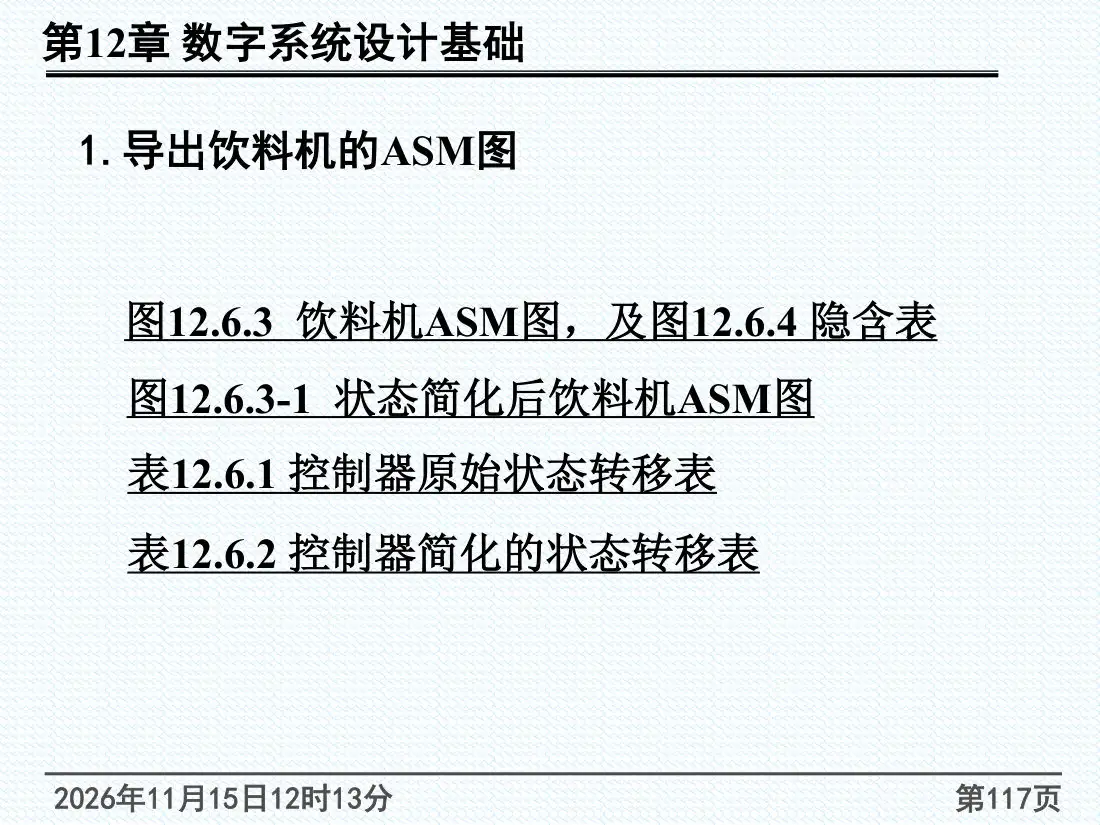 第12章 数字系统设计基础
1.导出饮料机的ASM图
图12.6.3 饮料机ASM图，及图12.6.4 隐含表
图12.6.3-1 状态简化后饮料机ASM图
表12.6.1 控制器原始状态转移表
表12.6.2 控制器简化的状态转移表
2026年11月15日12时13分
第117页